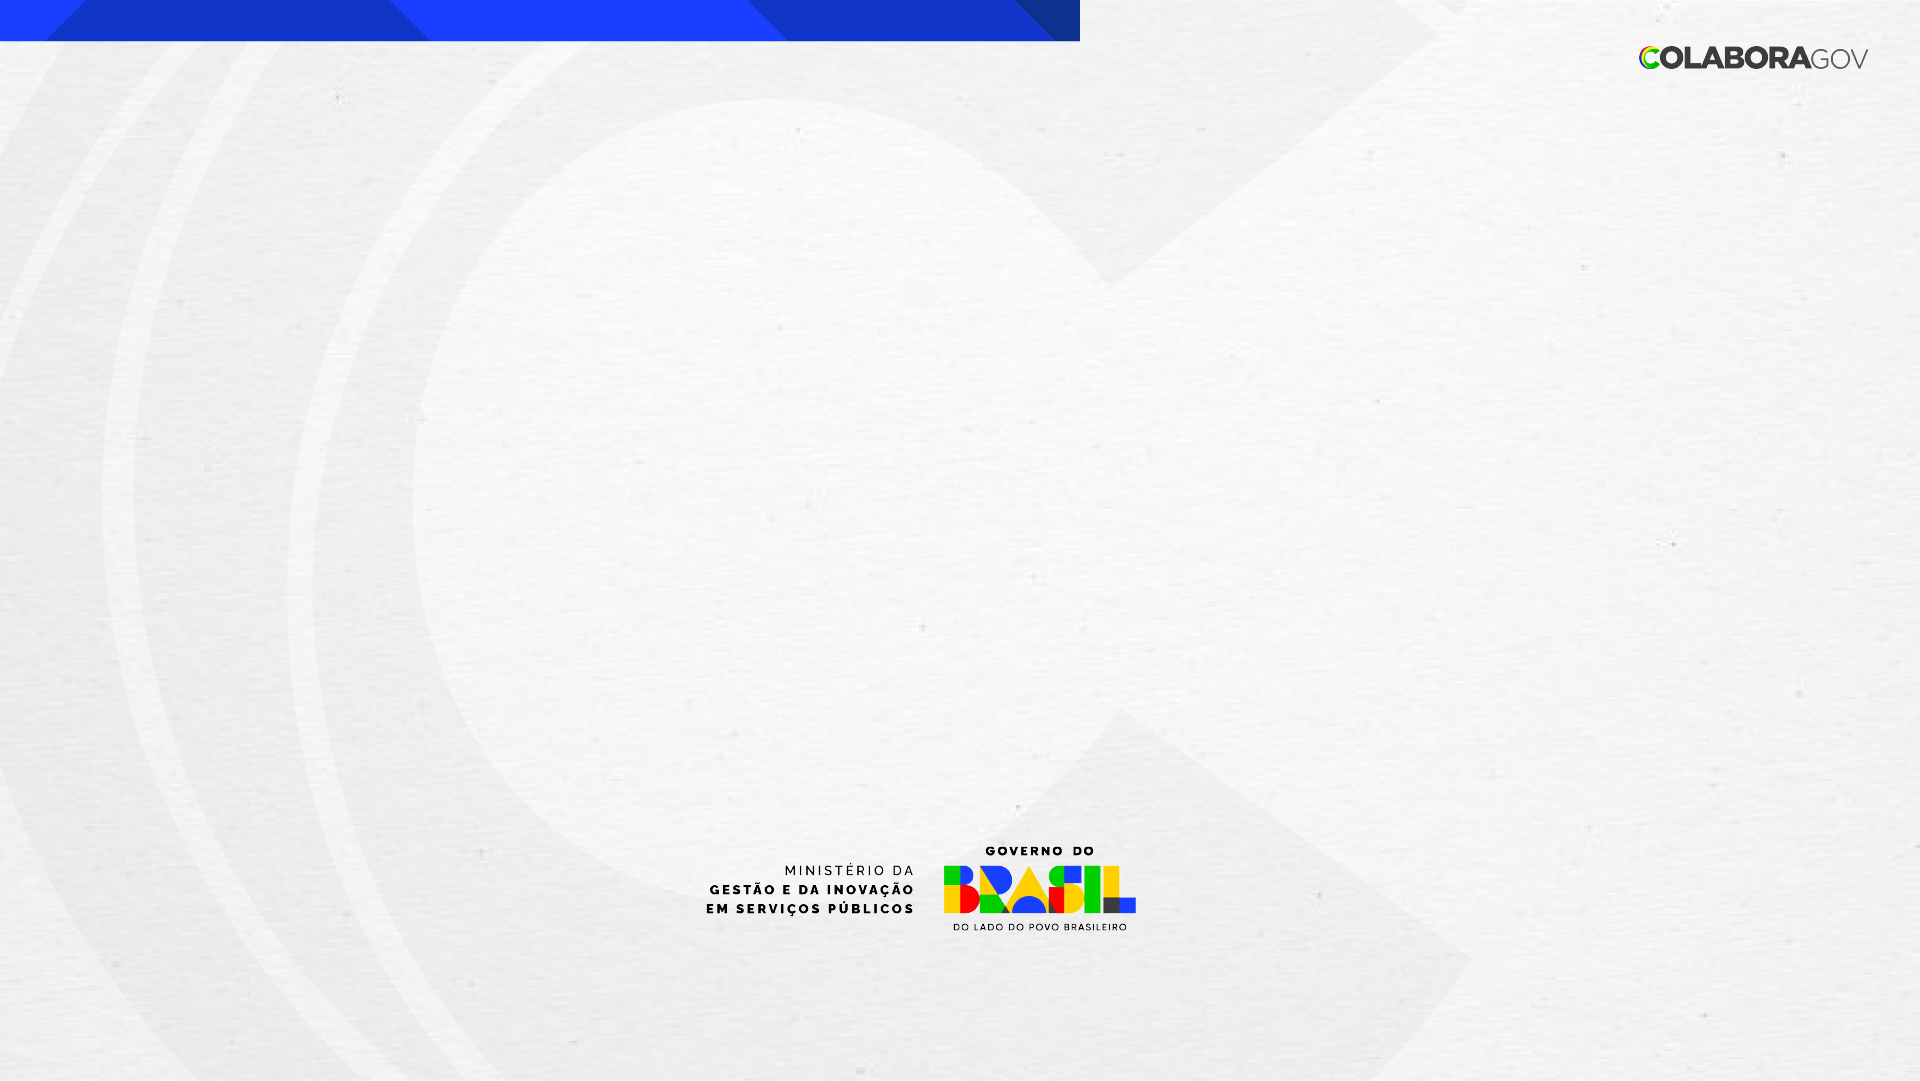 COLABORAGOV
MINISTÉRIO DA
GESTÃO E DA INOVAÇÃO
EM SERVIÇOS PÚBLICOS
GOVERNO DO
BRASIL
DO LADO DO POVO BRASILEIRO